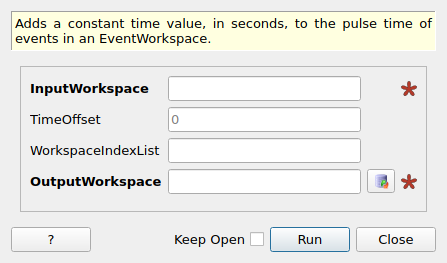 Adds a constant time value, in seconds, to the pulse time of
events in an EventWorkspace.
InputWorkspace
TimeOffset 0
WorkspaceIndexList
OutputWorkspace
? Keep Open Run Close